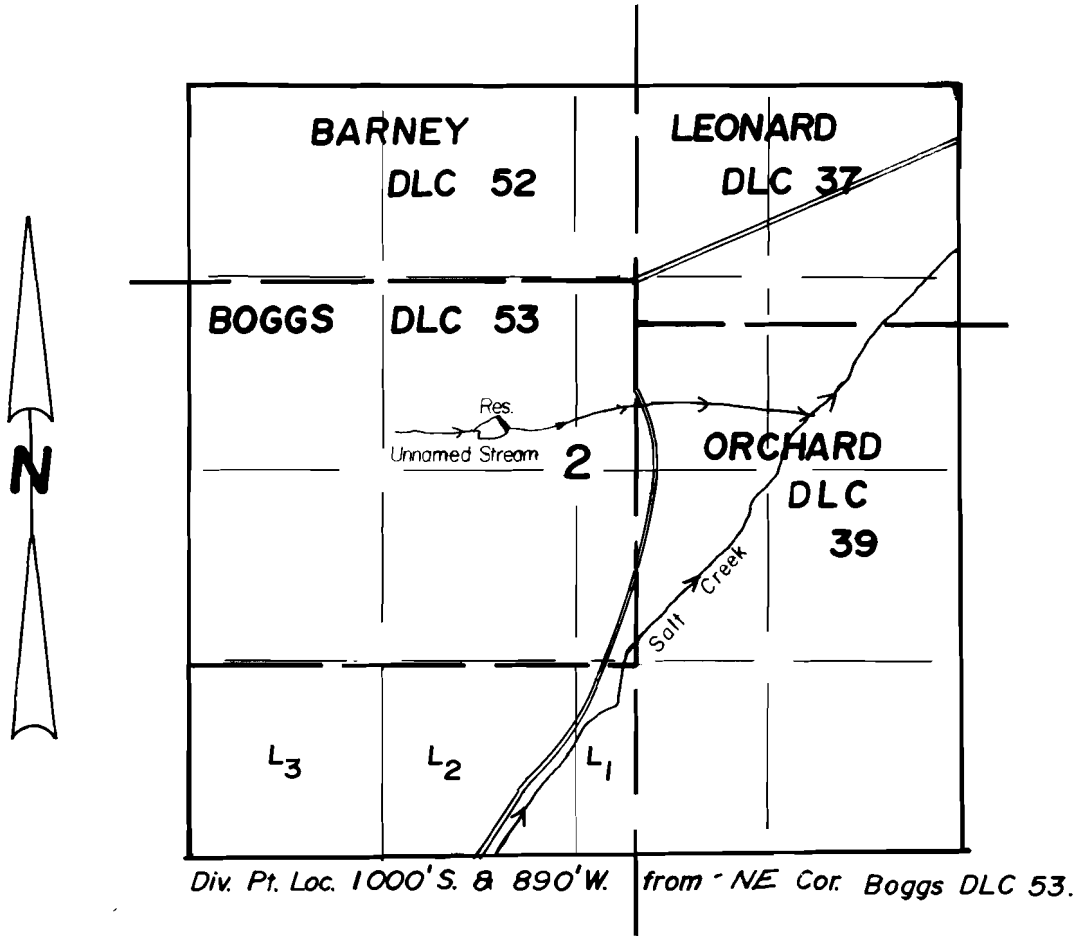 BARNEY
DLC 52
LEONARD
DLC 37
BOGGS DLC 53
Res.
Unnamed Stream
2
ORCHARD
DLC
39
N
Salt Creek
L3
L2
L1
Div. Pt. Loc. 1000'S. & 890'W. from NE Cor. Boggs DLC 53.